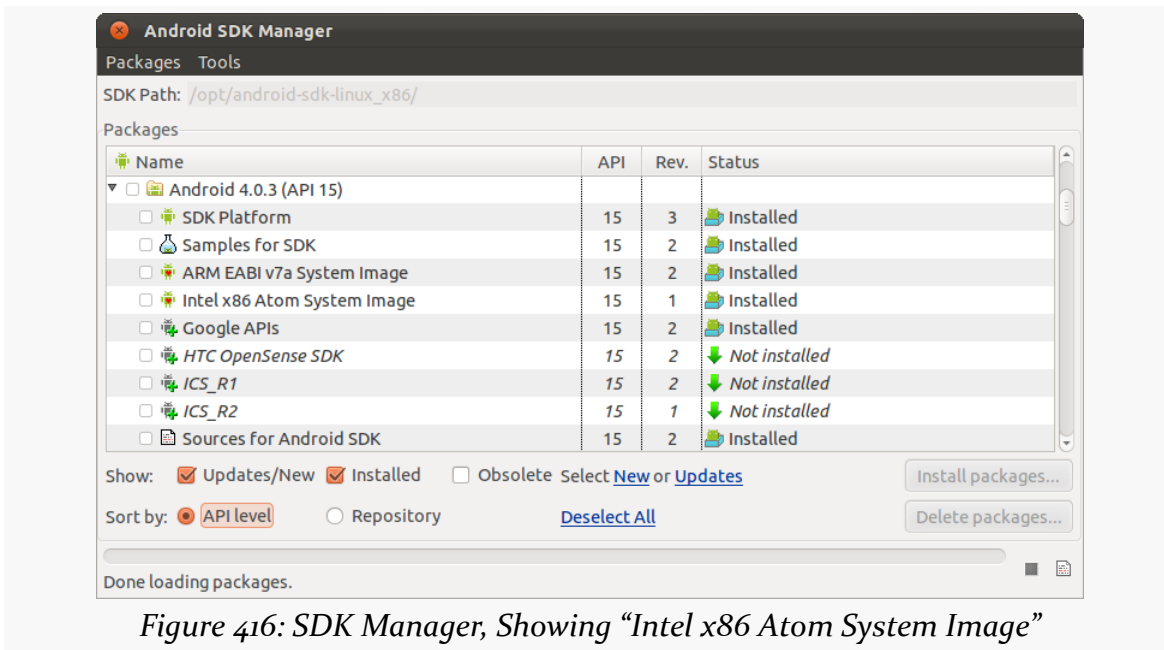 Android SDK Manager
Packages Tools
SDK Path: /opt/android-sdk-linux_x86/
Packages
Name API Rev. Status
Android 4.0.3 (API 15)
SDK Platform 15 3 Installed
Samples for SDK 15 2 Installed
ARM EABI v7a System Image 15 2 Installed
Intel x86 Atom System Image 15 1 Installed
Google APIs 15 2 Installed
HTC OpenSense SDK 15 2 Not installed
ICS_R1 15 2 Not installed
ICS_R2 15 1 Not installed
Sources for Android SDK 15 2 Installed
Show: Updates/New Installed Obsolete Select New or Updates Install packages...
Sort by: API level Repository Deselect All Delete packages...
Done loading packages.
Figure 416: SDK Manager, Showing “Intel x86 Atom System Image”